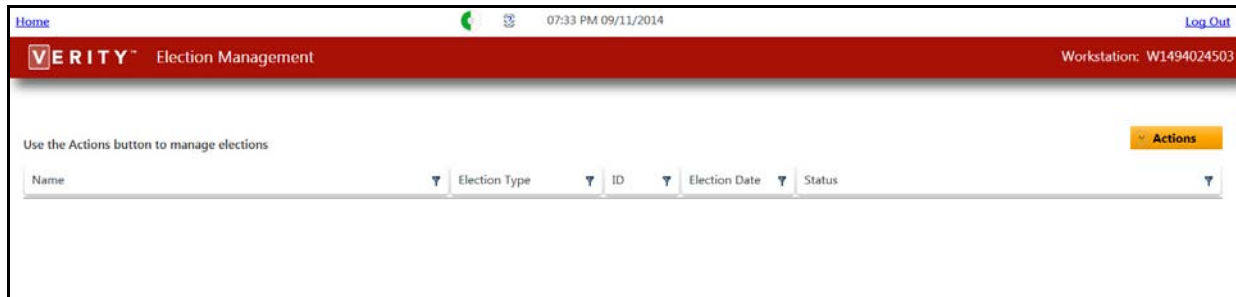 Home 07:33 PM 09/11/2014 Log Out
VERITY™ Election Management Workstation: W1494024503
Actions
Use the Actions button to manage elections
Name Election Type ID Election Date Status